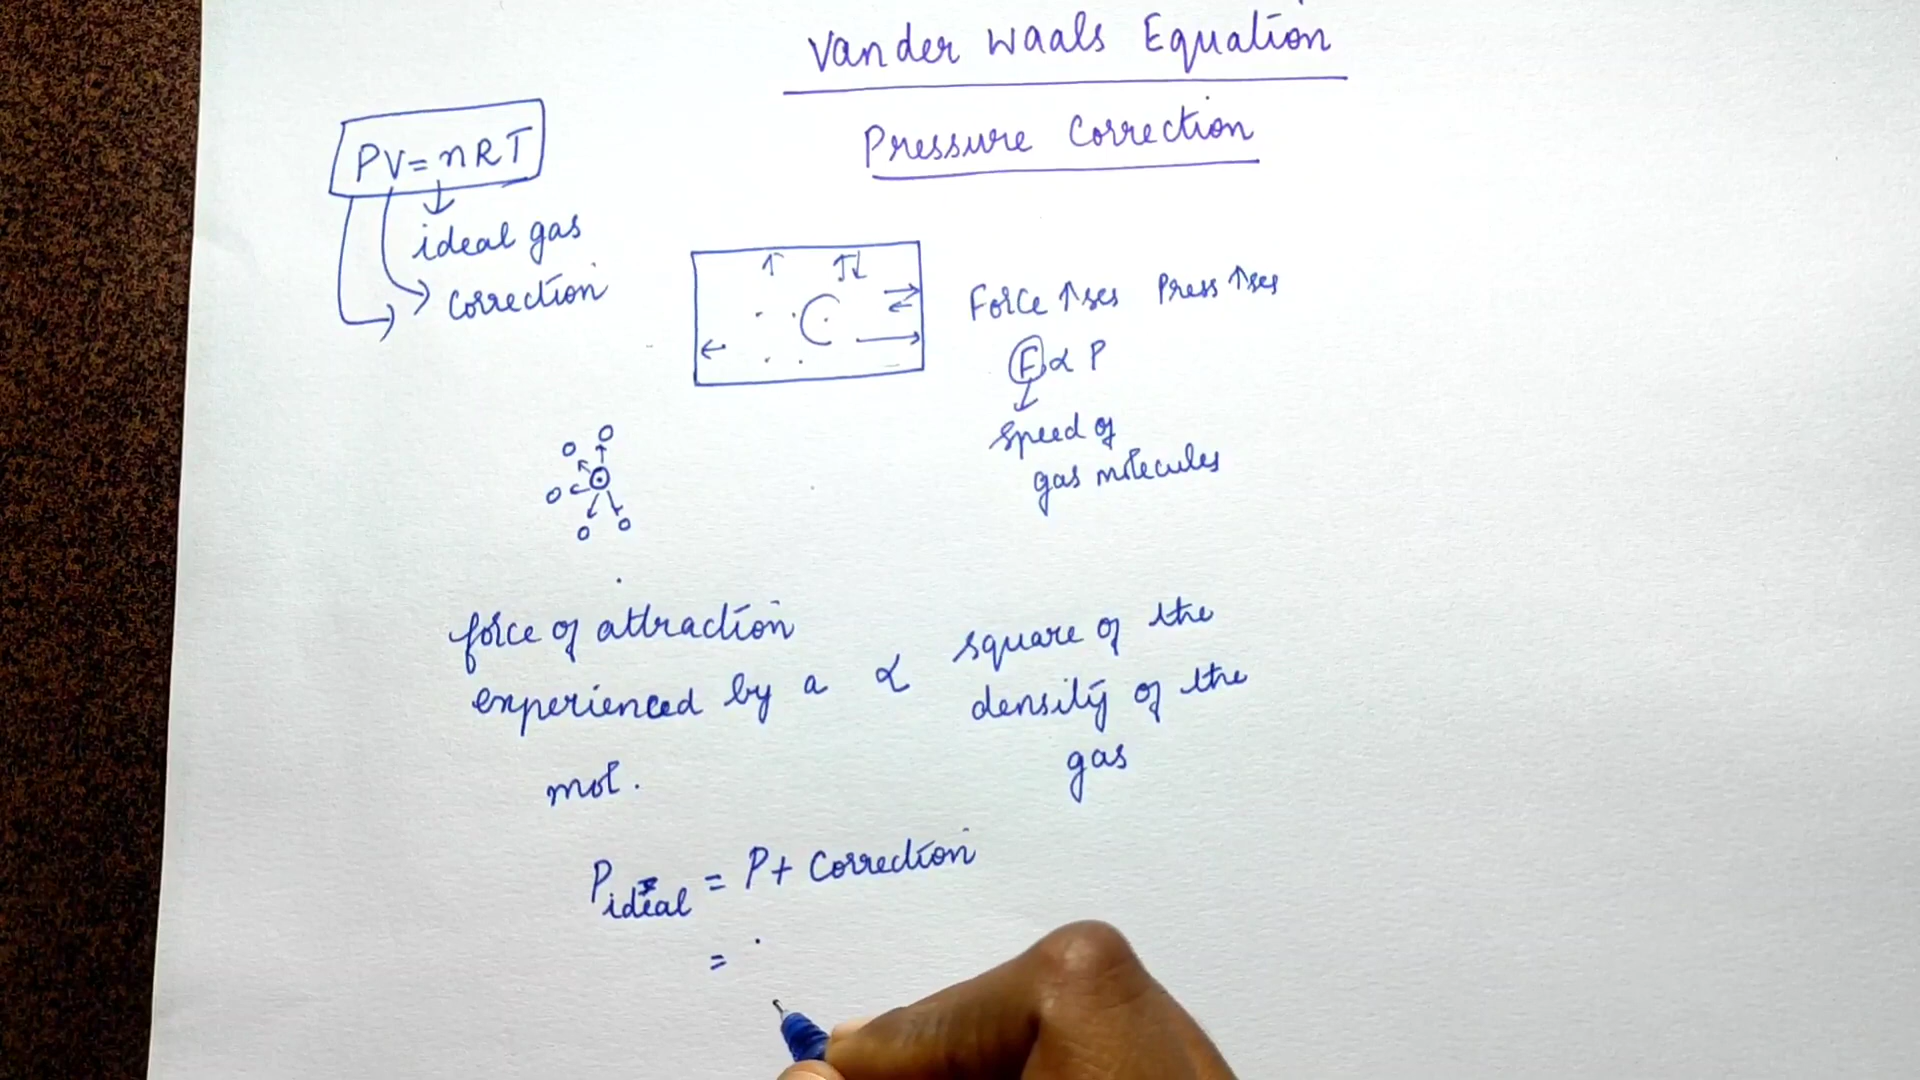 Van der Waals Equation
Pressure Correction
PV = nRT
ideal gas
Correction
Force ↑ses Press ↑ses
F α P
Speed of
gas molecules
force of attraction
experienced by a α
mol.
square of the
density of the
gas
P ideal = P + Correction
=